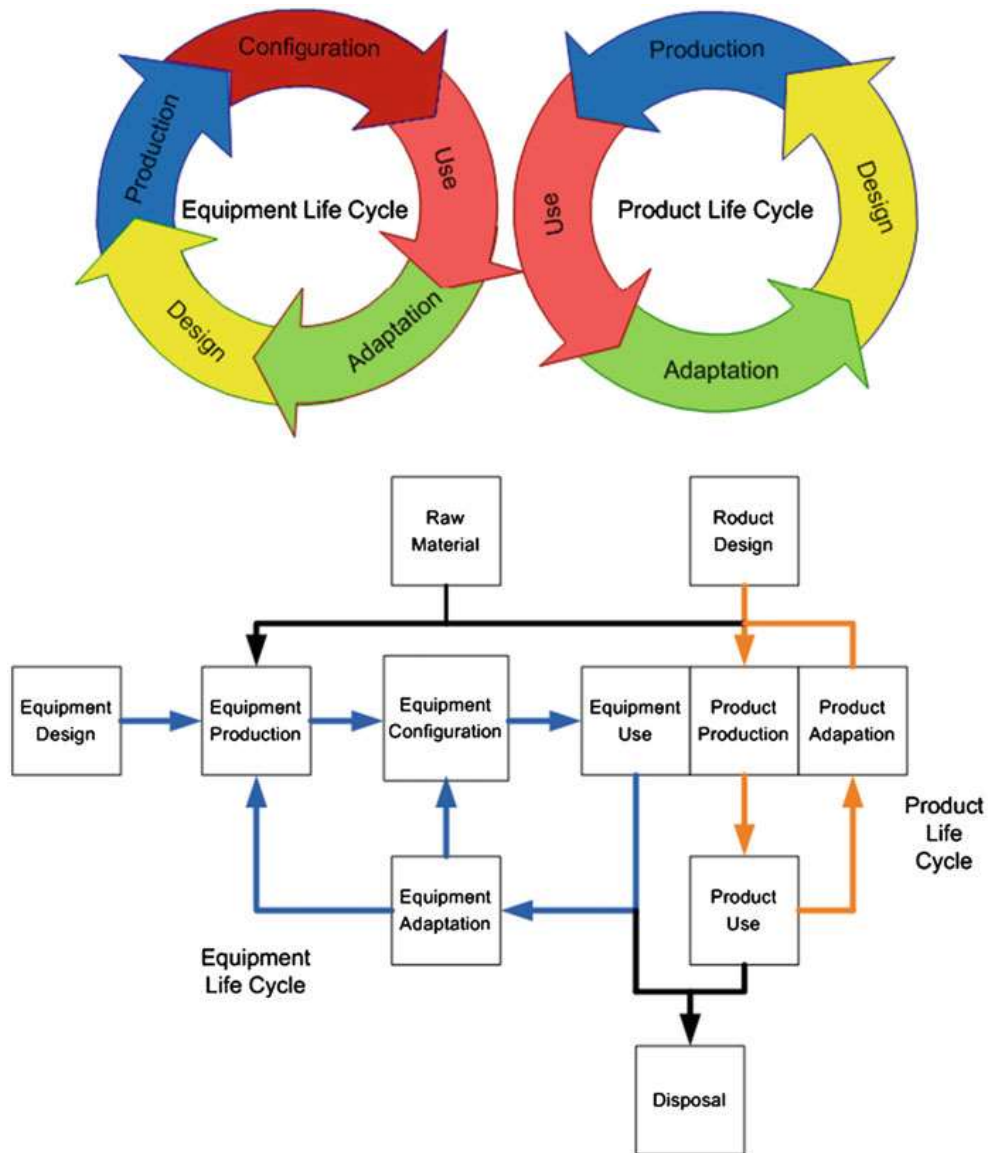 Configuration
Production
Use
Equipment Life Cycle
Design
Adaptation
Production
Use
Product Life Cycle
Design
Adaptation
Raw
Material
Roduct
Design
Equipment
Design
Equipment
Production
Equipment
Configuration
Equipment
Use
Product
Production
Product
Adapation
Product
Life
Cycle
Equipment
Adaptation
Product
Use
Equipment
Life Cycle
Disposal